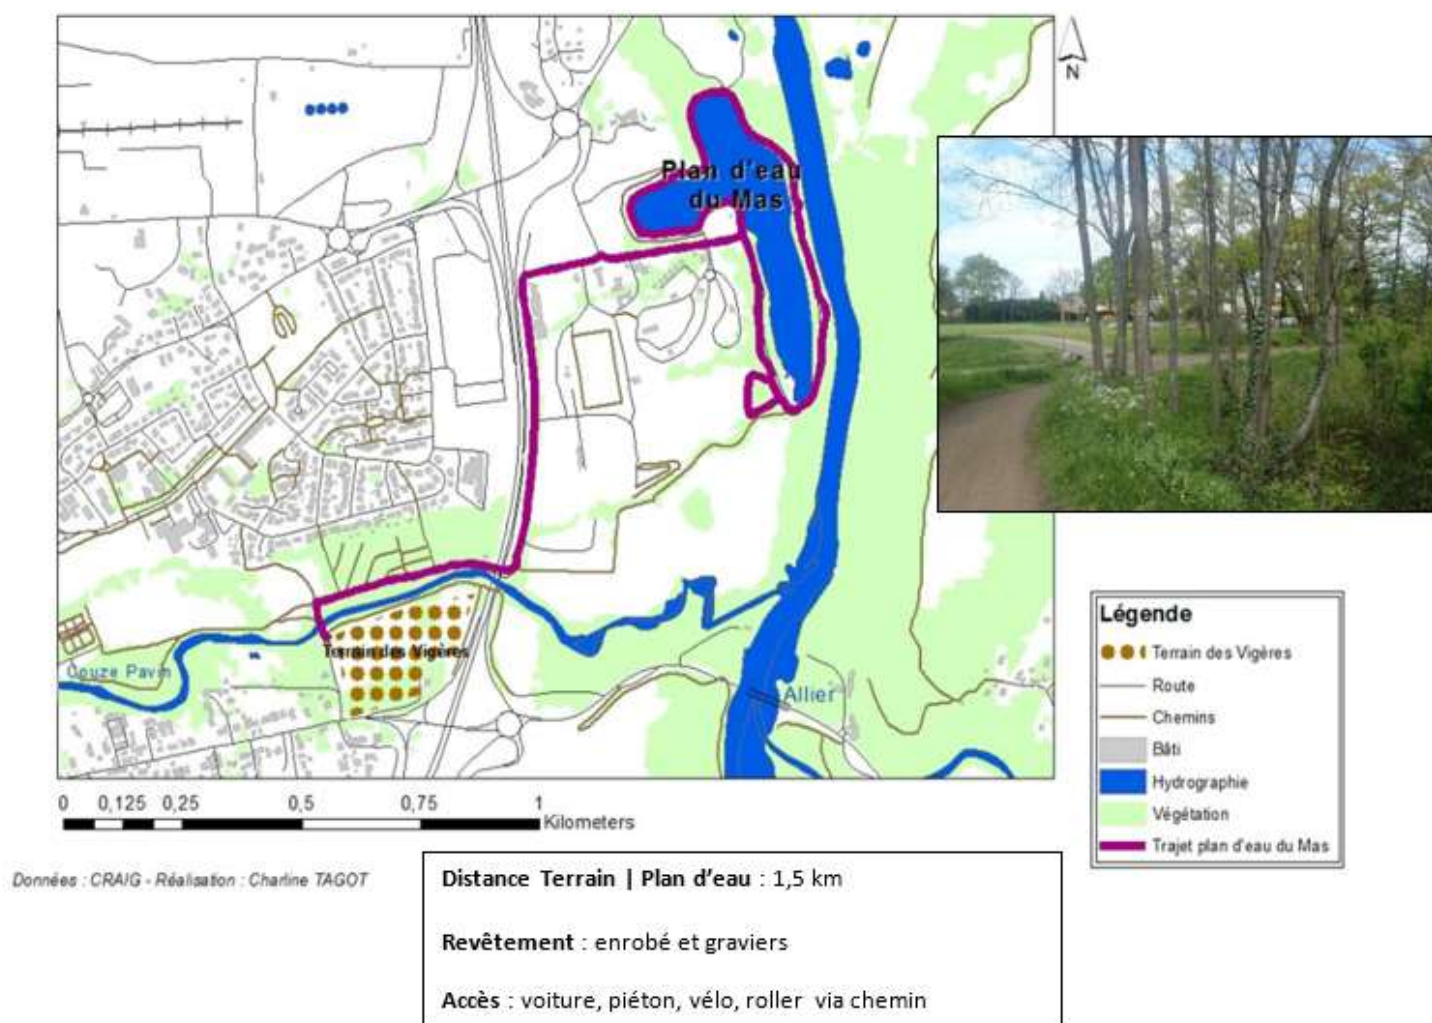 N
Plan d'eau
du Mas
Terrain des Vigères
Couze Pavin
Allier
0 0,125 0,25 0,5 0,75 1
Kilometers
Légende
Terrain des Vigères
Route
Chemins
Bâti
Hydrographie
Végétation
Trajet plan d'eau du Mas
Données : CRAIG - Réalisation : Charline TAGOT
Distance Terrain | Plan d'eau : 1,5 km
Revêtement : enrobé et graviers
Accès : voiture, piéton, vélo, roller via chemin